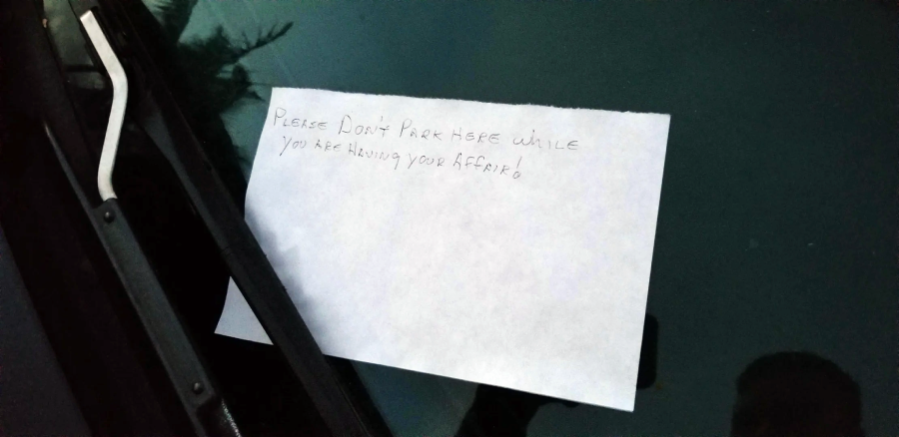 PLEASE DON'T PARK HERE WHILE
YOU ARE HAVING YOUR AFFAIR!